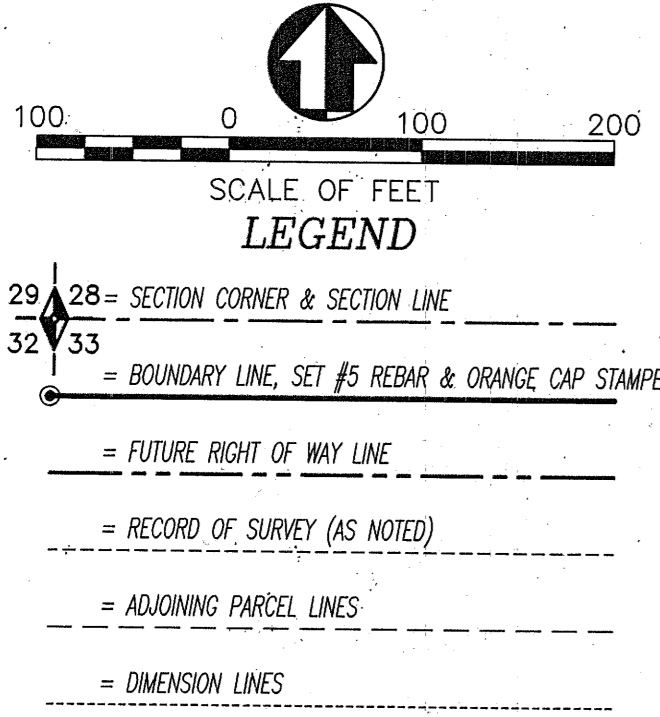 100 0 100 200
SCALE OF FEET
LEGEND
29 28 = SECTION CORNER & SECTION LINE
32 33
= BOUNDARY LINE, SET #5 REBAR & ORANGE CAP STAMPE
= FUTURE RIGHT OF WAY LINE
= RECORD OF SURVEY (AS NOTED)
= ADJOINING PARCEL LINES
= DIMENSION LINES